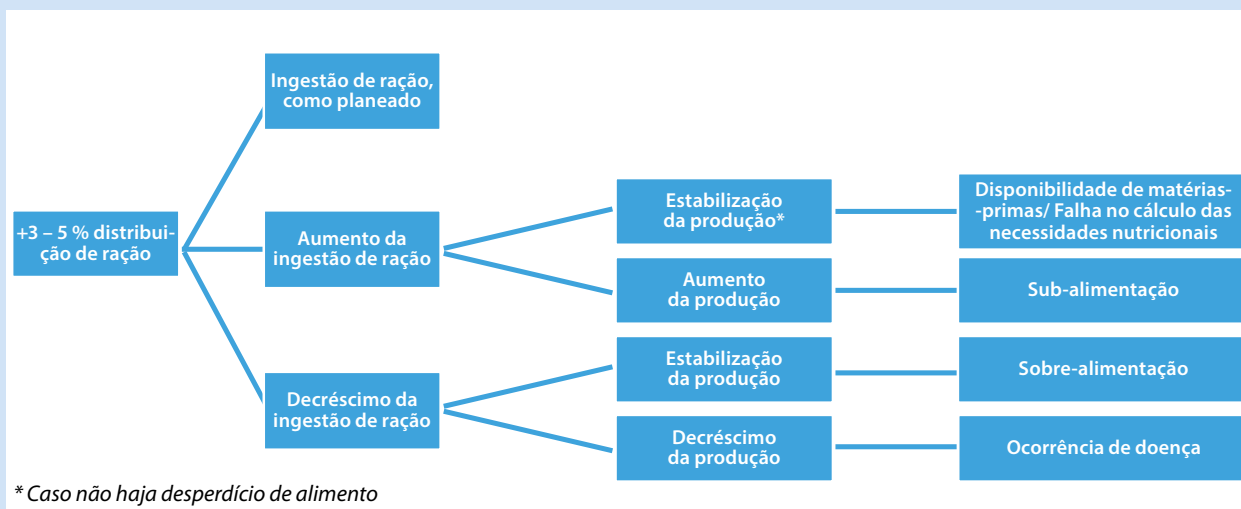 +3 – 5 % distribui-
ção de ração
Ingestão de ração,
como planeado
Aumento da
ingestão de ração
Decréscimo da
ingestão de ração
Estabilização
da produção*
Aumento
da produção
Estabilização
da produção
Decréscimo
da produção
Disponibilidade de matérias-
-primas/ Falha no cálculo das
necessidades nutricionais
Sub-alimentação
Sobre-alimentação
Ocorrência de doença
* Caso não haja desperdício de alimento